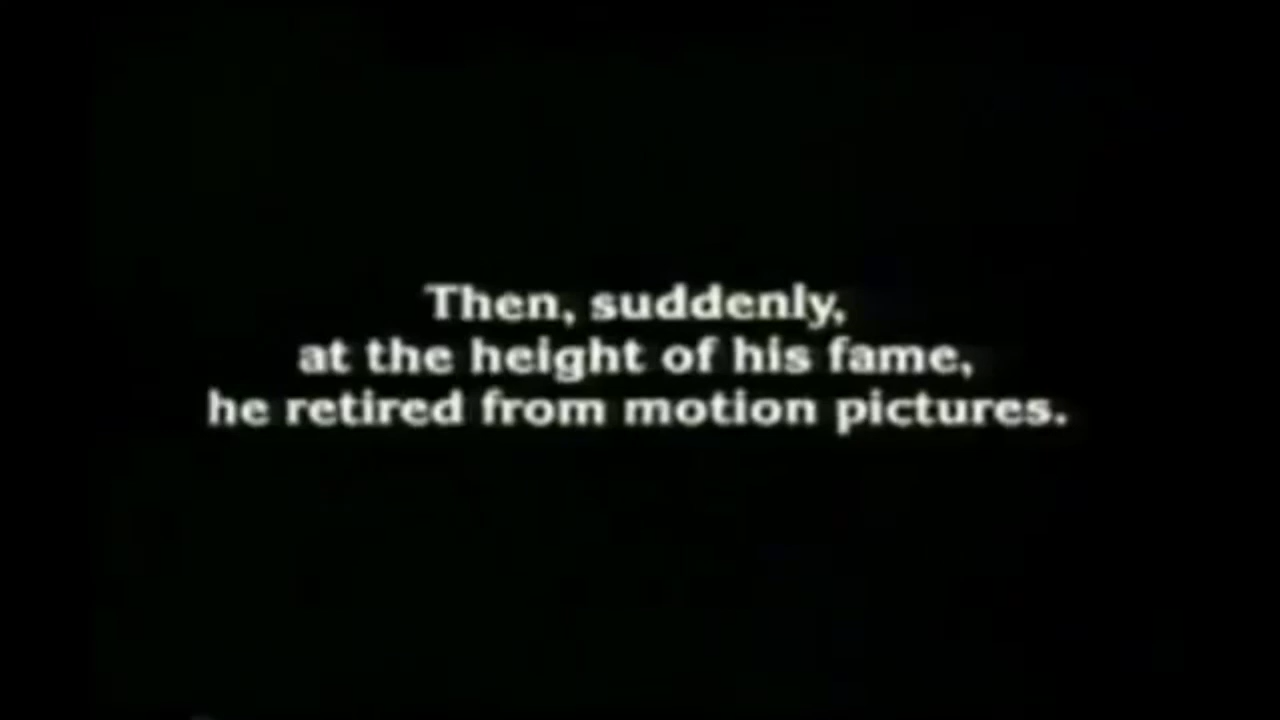 Then, suddenly,
at the height of his fame,
he retired from motion pictures.